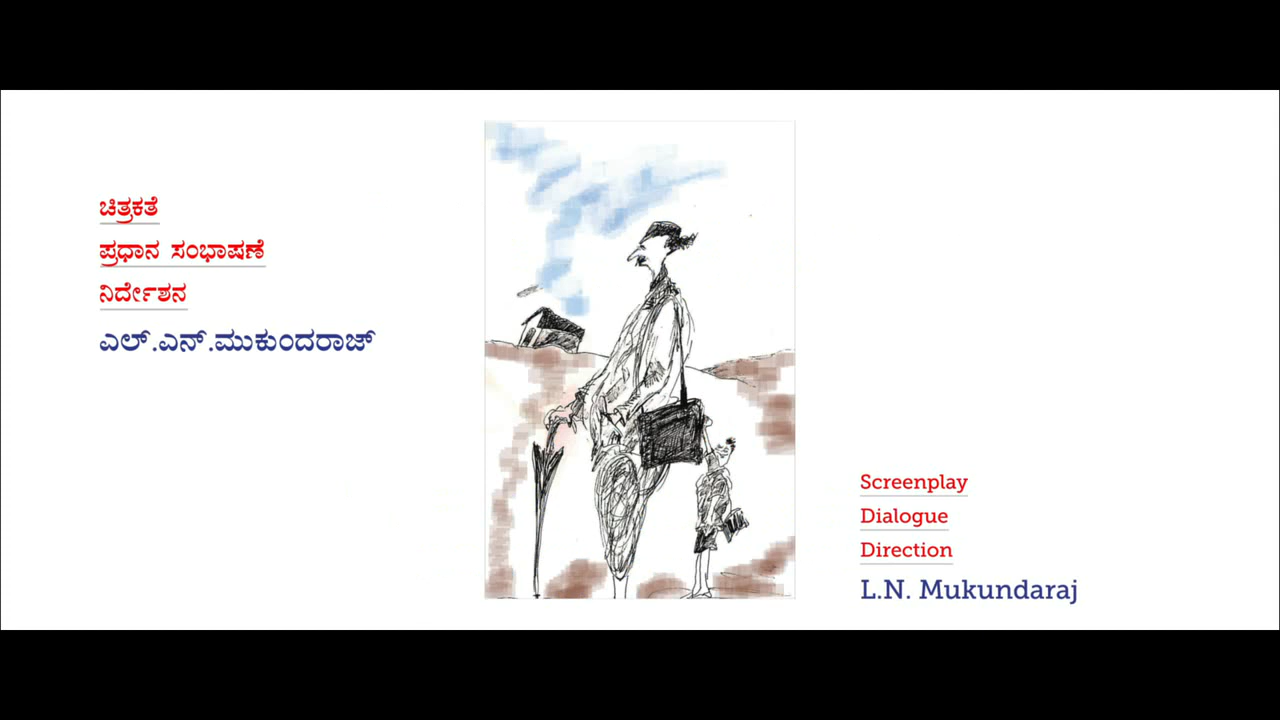 ಚಿತ್ರಕತೆ
ಪ್ರಧಾನ ಸಂಭಾಷಣೆ
ನಿರ್ದೇಶನ
ಎಲ್.ಎನ್.ಮುಕುಂದರಾಜ್
Screenplay
Dialogue
Direction
L.N. Mukundaraj